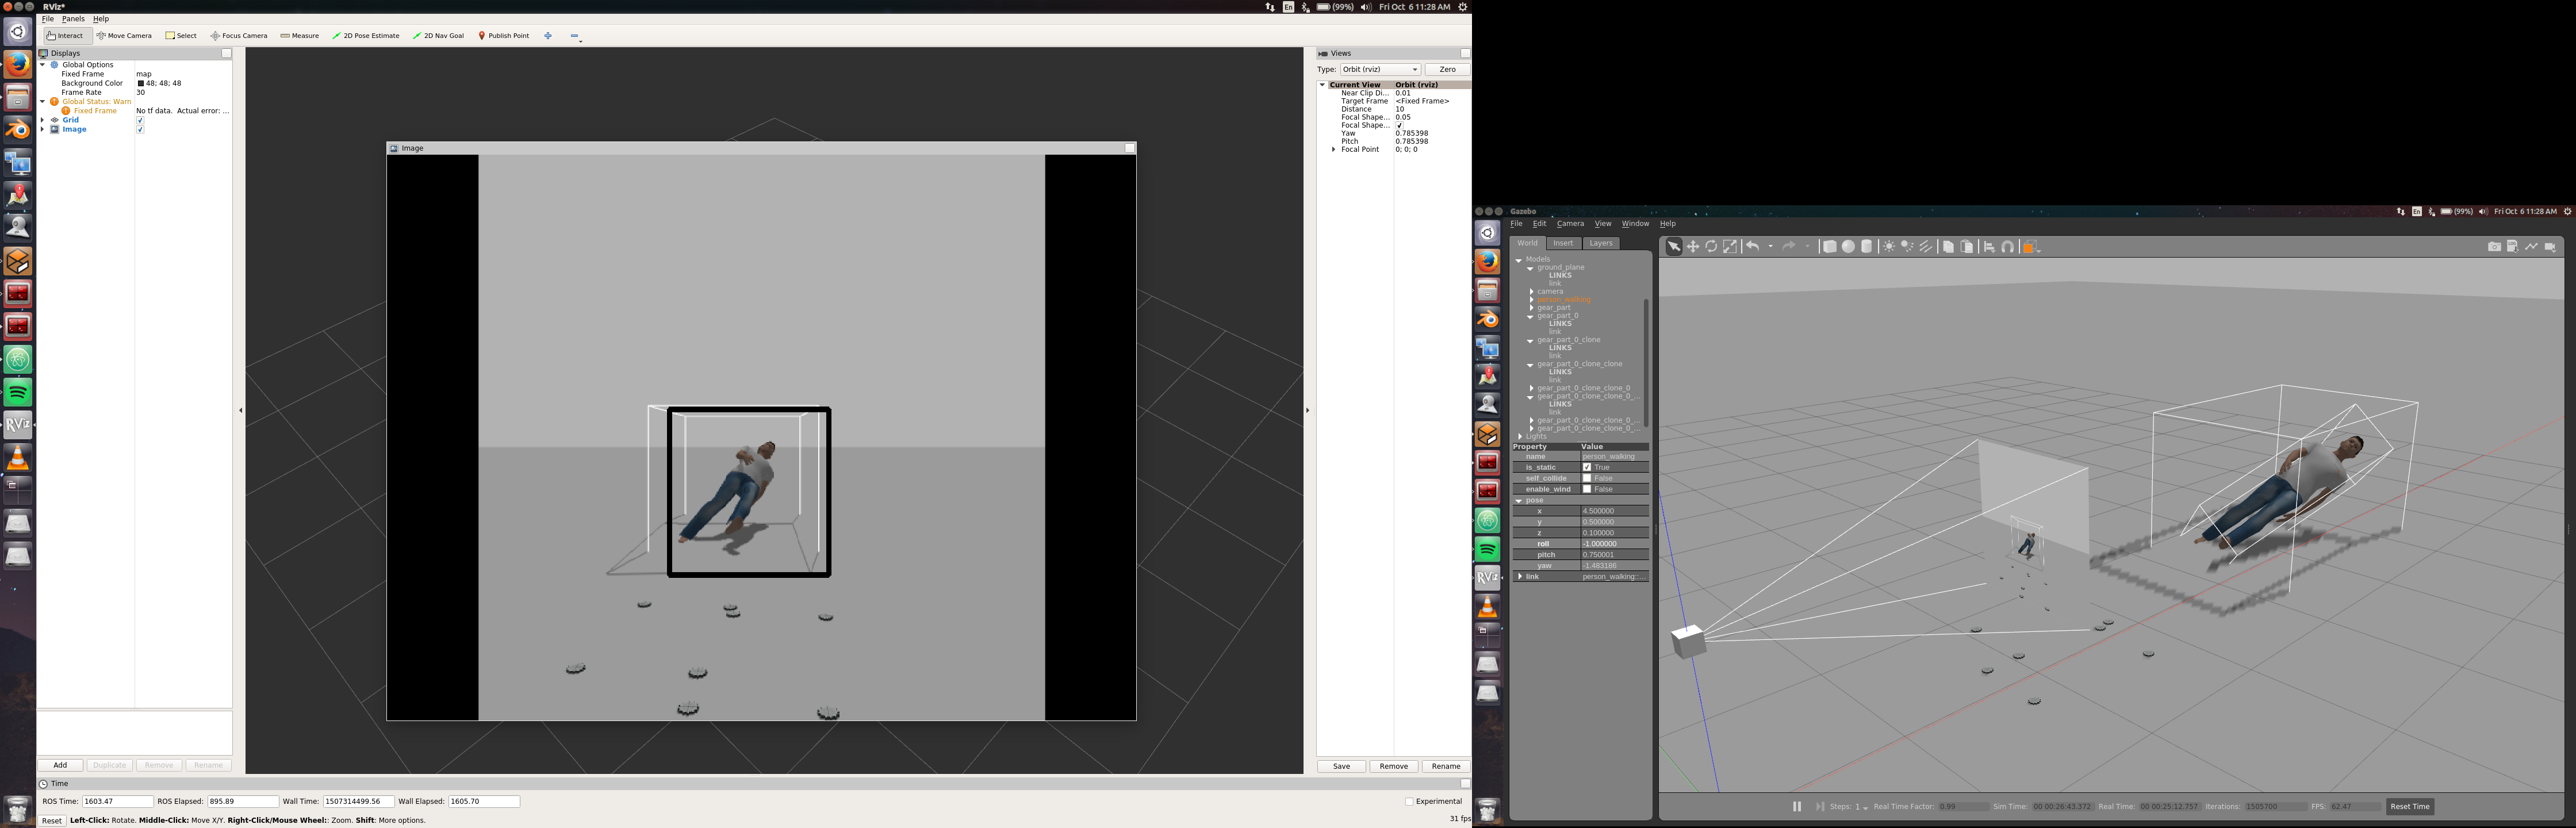 RViz*
En (99%) Fri Oct 6 11:28 AM
File Panels Help
Interact Move Camera Select Focus Camera Measure 2D Pose Estimate 2D Nav Goal Publish Point
Displays
Global Options
Fixed Frame map
Background Color 48; 48; 48
Frame Rate 30
Global Status: Warn
Fixed Frame No tf data. Actual error: ...
Grid
Image
Add Duplicate Remove Rename
Image
Views
Type: Orbit (rviz) Zero
Current View Orbit (rviz)
Near Clip Di... 0.01
Target Frame <Fixed Frame>
Distance 10
Focal Shape... 0.05
Focal Shape...
Yaw 0.785398
Pitch 0.785398
Focal Point 0; 0; 0
Save Remove Rename
Time
ROS Time: 1603.47 ROS Elapsed: 895.89 Wall Time: 1507314499.56 Wall Elapsed: 1605.70 Experimental
Reset Left-Click: Rotate. Middle-Click: Move X/Y. Right-Click/Mouse Wheel:: Zoom. Shift: More options. 31 fps
RViz
Gazebo
En (99%) Fri Oct 6 11:28 AM
File Edit Camera View Window Help
World Insert Layers
Models
ground_plane
LINKS
link
camera
person_walking
gear_part
gear_part_0
LINKS
link
gear_part_0_clone
LINKS
link
gear_part_0_clone_clone
LINKS
link
gear_part_0_clone_clone_0
gear_part_0_clone_clone_0_...
LINKS
link
gear_part_0_clone_clone_0_...
gear_part_0_clone_clone_0_...
Lights
Property Value
name person_walking
is_static True
self_collide False
enable_wind False
pose
x 4.500000
y 0.500000
z 0.100000
roll -1.000000
pitch 0.750001
yaw -1.483186
link person_walking::...
RViz
Steps: 1 Real Time Factor: 0.99 Sim Time: 00 00:26:43.372 Real Time: 00 00:25:12.757 Iterations: 1505700 FPS: 62.47 Reset Time